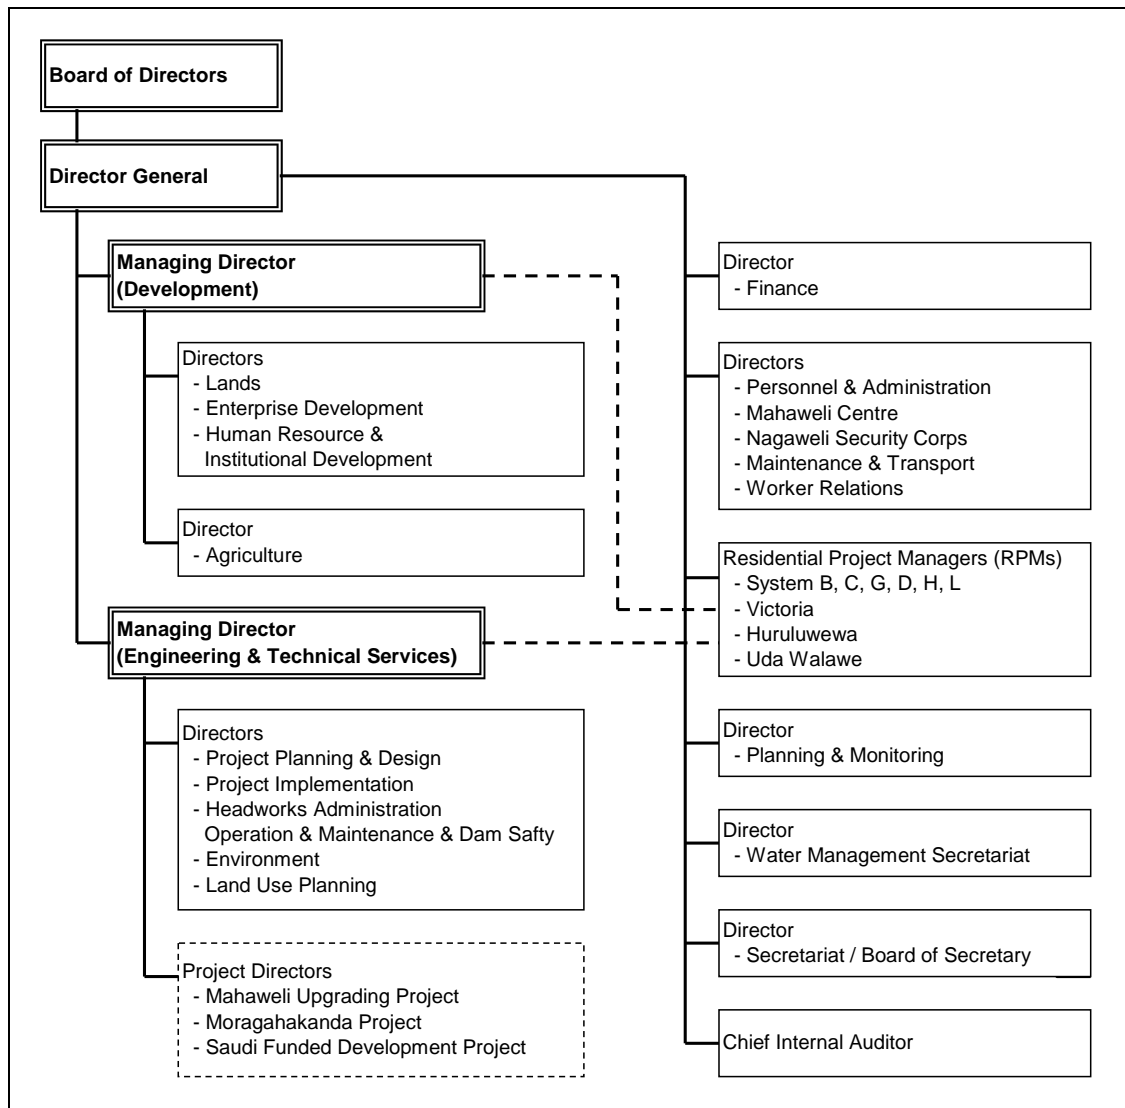 Board of Directors
Director General
Managing Director
(Development)
Directors
- Lands
- Enterprise Development
- Human Resource &
Institutional Development
Director
- Agriculture
Managing Director
(Engineering & Technical Services)
Directors
- Project Planning & Design
- Project Implementation
- Headworks Administration
Operation & Maintenance & Dam Safty
- Environment
- Land Use Planning
Project Directors
- Mahaweli Upgrading Project
- Moragahakanda Project
- Saudi Funded Development Project
Director
- Finance
Directors
- Personnel & Administration
- Mahaweli Centre
- Nagaweli Security Corps
- Maintenance & Transport
- Worker Relations
Residential Project Managers (RPMs)
- System B, C, G, D, H, L
- Victoria
- Huruluwewa
- Uda Walawe
Director
- Planning & Monitoring
Director
- Water Management Secretariat
Director
- Secretariat / Board of Secretary
Chief Internal Auditor